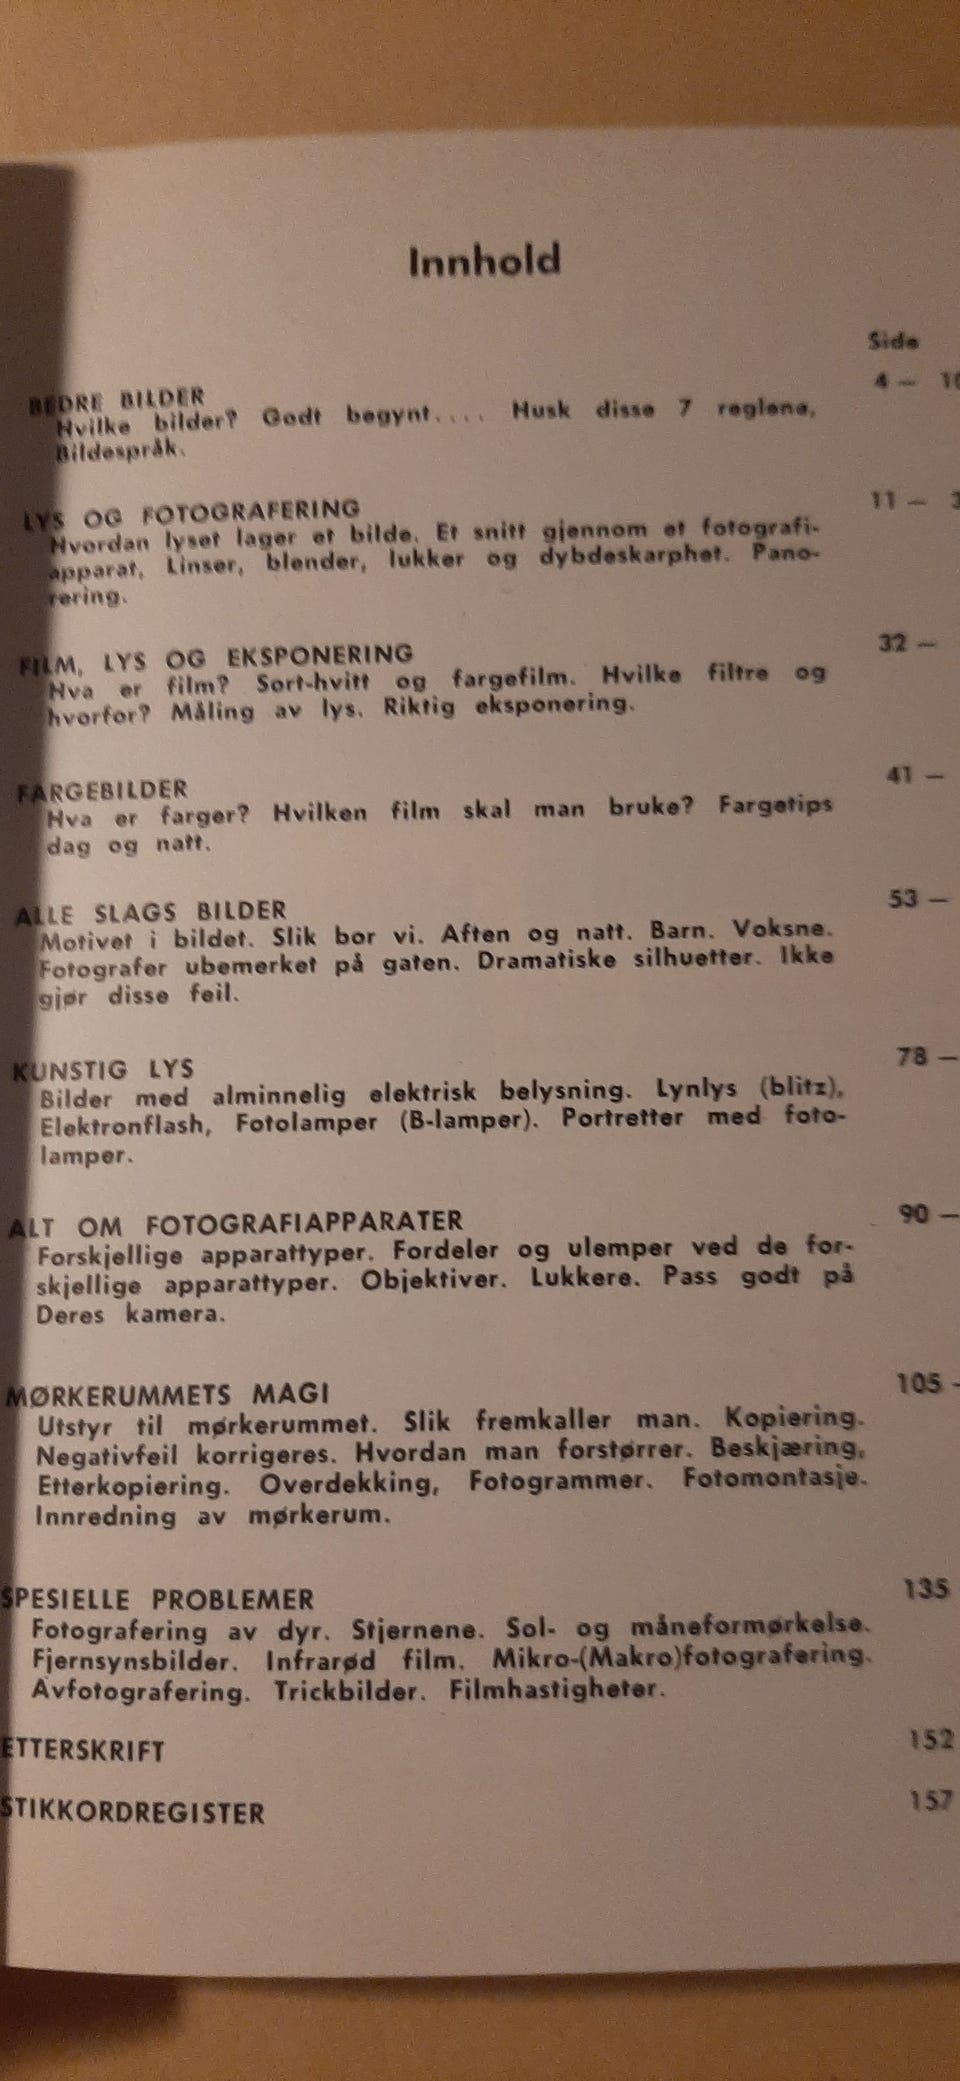 Innhold
Side
BEDRE BILDER 4 — 10
Hvilke bilder? Godt begynt.... Husk disse 7 reglene,
Bildespråk.
LYS OG FOTOGRAFERING 11 —
Hvordan lyset lager et bilde. Et snitt gjennom et fotografi-
apparat, Linser, blender, lukker og dybdeskarphet. Pano-
rering.
FILM, LYS OG EKSPONERING 32 —
Hva er film? Sort-hvitt og fargefilm. Hvilke filtre og
hvorfor? Måling av lys. Riktig eksponering.
FARGEBILDER 41 —
Hva er farger? Hvilken film skal man bruke? Fargetips
dag og natt.
ALLE SLAGS BILDER 53 —
Motivet i bildet. Slik bor vi. Aften og natt. Barn. Voksne.
Fotografer ubemerket på gaten. Dramatiske silhuetter. Ikke
gjør disse feil.
KUNSTIG LYS 78 —
Bilder med alminnelig elektrisk belysning. Lynlys (blitz),
Elektronflash, Fotolamper (B-lamper). Portretter med foto-
lamper.
ALT OM FOTOGRAFIAPPARATER 90 —
Forskjellige apparattyper. Fordeler og ulemper ved de for-
skjellige apparattyper. Objektiver. Lukkere. Pass godt på
Deres kamera.
MØRKERUMMETS MAGI 105 -
Utstyr til mørkerummet. Slik fremkaller man. Kopiering.
Negativfeil korrigeres. Hvordan man forstørrer. Beskjæring,
Etterkopiering. Overdekking, Fotogrammer. Fotomontasje.
Innredning av mørkerum.
SPESIELLE PROBLEMER 135
Fotografering av dyr. Stjernene. Sol- og måneformørkelse.
Fjernsynsbilder. Infrarød film. Mikro-(Makro)fotografering.
Avfotografering. Trickbilder. Filmhastigheter.
ETTERSKRIFT 152
STIKKORDREGISTER 157